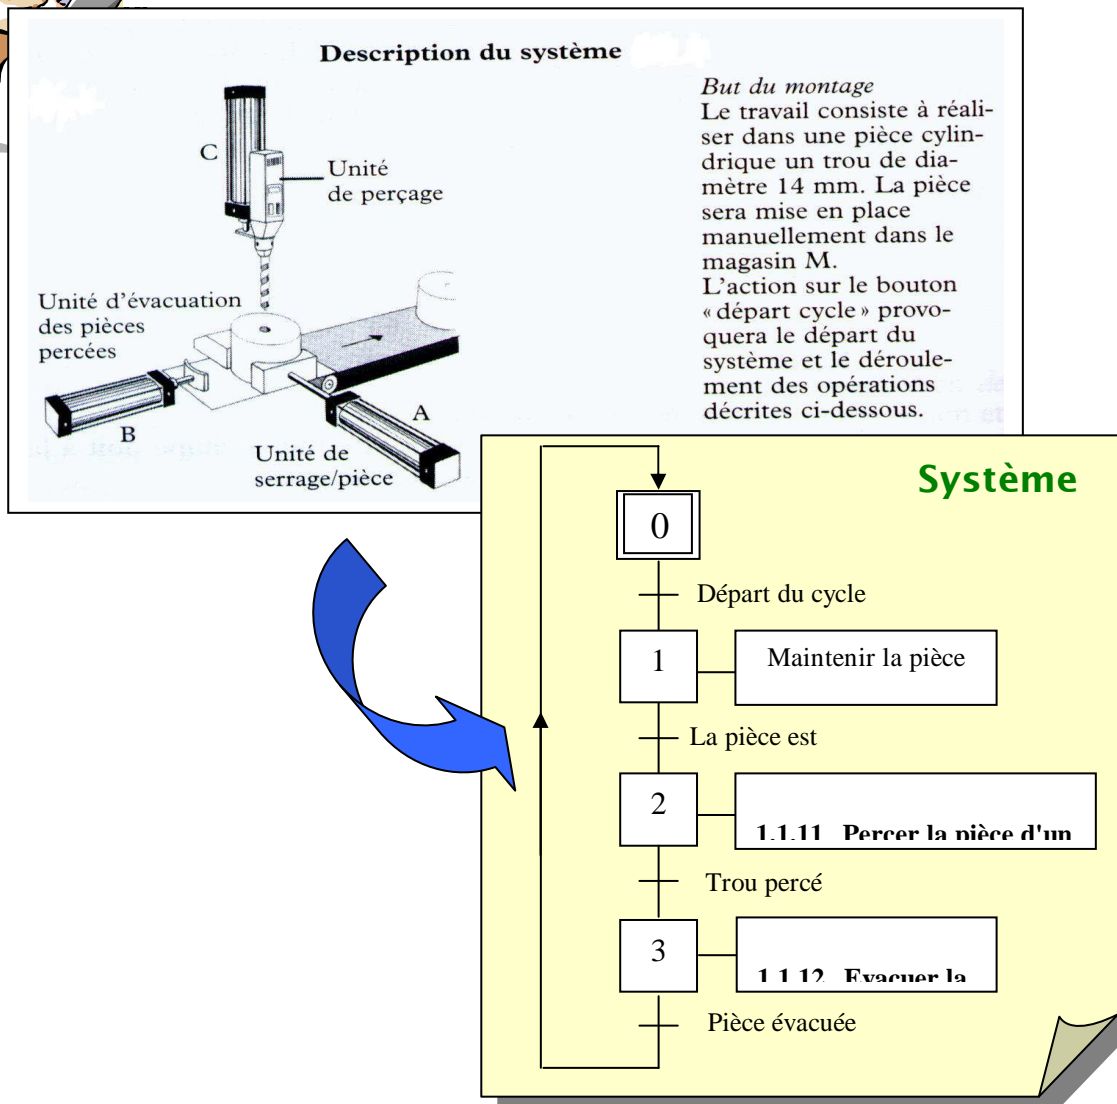 Description du système
But du montage
Le travail consiste à réali-
ser dans une pièce cylin-
drique un trou de dia-
mètre 14 mm. La pièce
sera mise en place
manuellement dans le
magasin M.
L'action sur le bouton
«départ cycle» provo-
quera le départ du
système et le déroule-
ment des opérations
décrites ci-dessous.
C
Unité
de perçage
Unité d'évacuation
des pièces
percées
B
A
Unité de
serrage/pièce
Système
0
Départ du cycle
1
Maintenir la pièce
La pièce est
2
1.1.11 Percer la pièce d'un
Trou percé
3
1.1.12 Evacuer la
Pièce évacuée